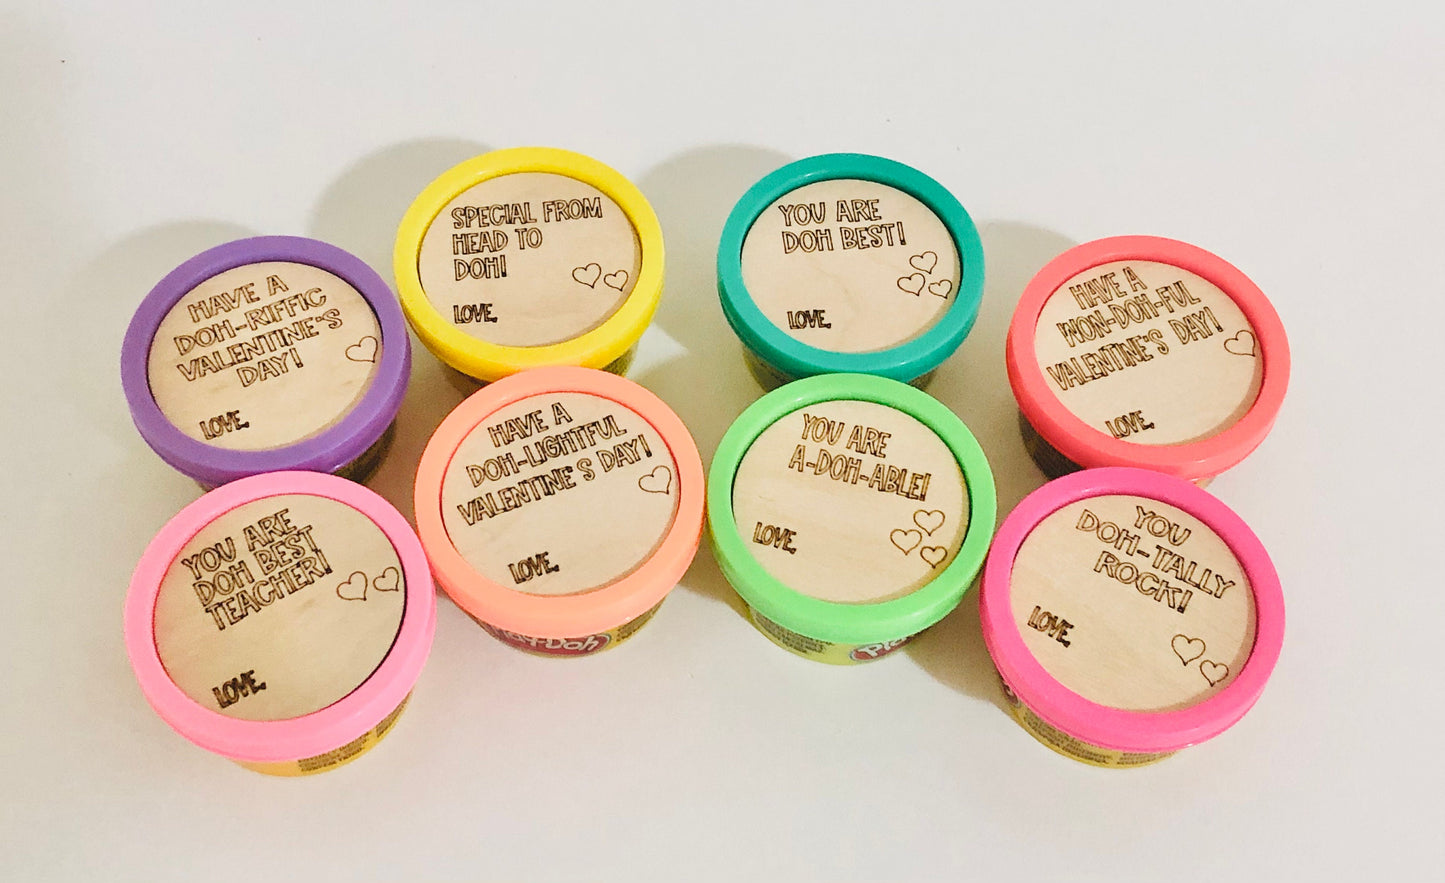 HAVE A
DOH-RIFFIC
VALENTINE'S
DAY!
LOVE,
SPECIAL FROM
HEAD TO
DOH!
LOVE,
YOU ARE
DOH BEST!
LOVE,
HAVE A
WON-DOH-FUL
VALENTINE'S DAY!
LOVE,
YOU ARE
DOH BEST
TEACHER!
LOVE,
HAVE A
DOH-LIGHTFUL
VALENTINE'S DAY!
LOVE,
Play-Doh
YOU ARE
A-DOH-ABLE!
LOVE,
YOU
DOH-TALLY
ROCK!
LOVE,